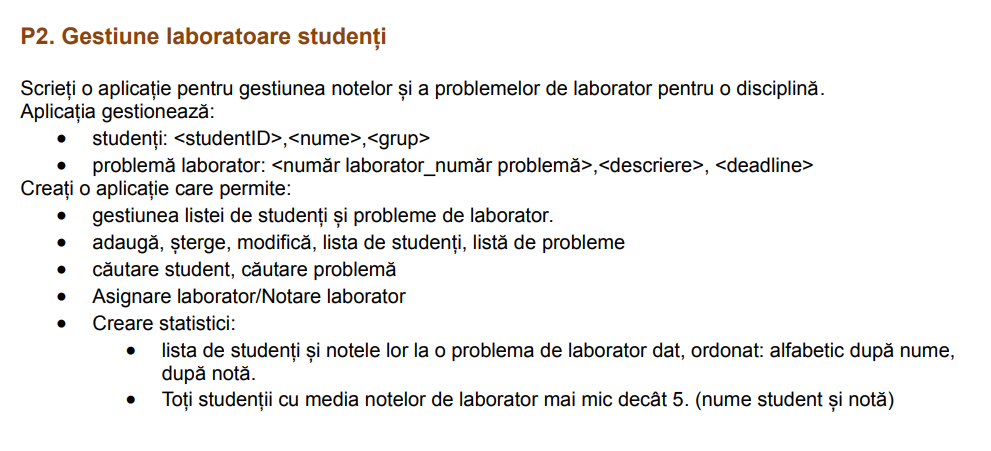 P2. Gestiune laboratoare studenți
Scrieți o aplicație pentru gestiunea notelor și a problemelor de laborator pentru o disciplină.
Aplicația gestionează:
• studenți: <studentID>,<nume>,<grup>
• problemă laborator: <număr laborator_număr problemă>,<descriere>, <deadline>
Creați o aplicație care permite:
• gestiunea listei de studenți și probleme de laborator.
• adaugă, șterge, modifică, lista de studenți, listă de probleme
• căutare student, căutare problemă
• Asignare laborator/Notare laborator
• Creare statistici:
• lista de studenți și notele lor la o problema de laborator dat, ordonat: alfabetic după nume,
după notă.
• Toți studenții cu media notelor de laborator mai mic decât 5. (nume student și notă)